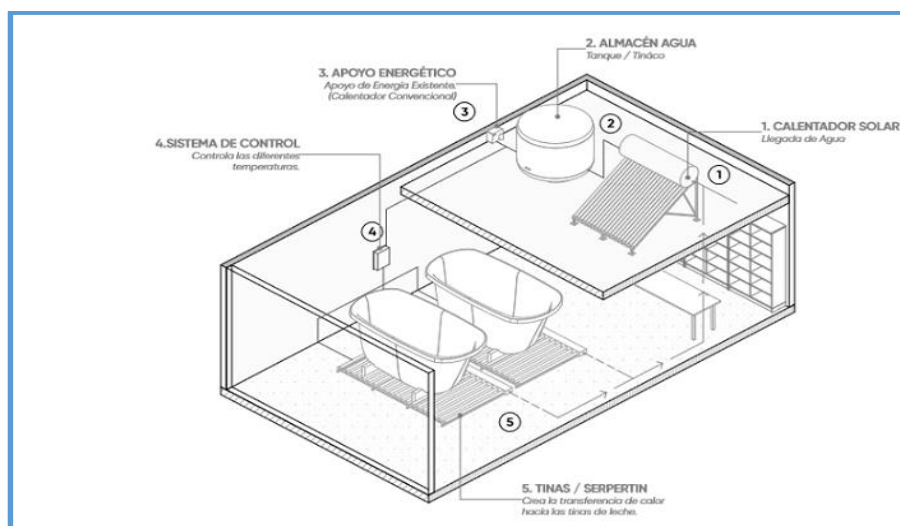 2. ALMACÉN AGUA
Tanque / Tináco
3. APOYO ENERGÉTICO
Apoyo de Energía Existente.
(Calentador Convencional)
3
2
1. CALENTADOR SOLAR
Llegada de Agua
4.SISTEMA DE CONTROL
Controla las diferentes
temperaturas.
1
4
5
5. TINAS / SERPERTIN
Crea la transferencia de calor
hacia las tinas de leche.